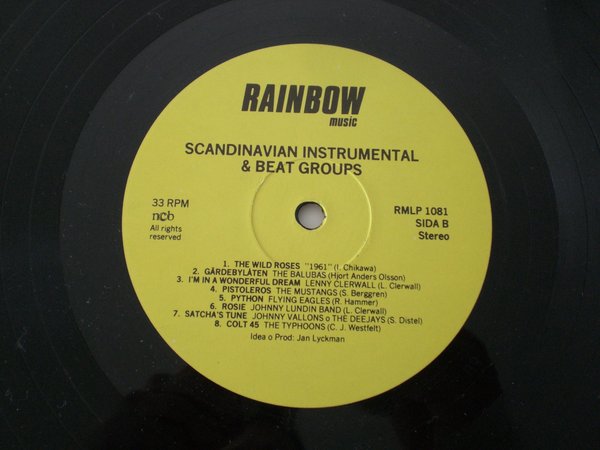 RAINBOW
music
SCANDINAVIAN INSTRUMENTAL
& BEAT GROUPS
33 RPM
ncb
All rights
reserved
RMLP 1081
SIDA B
Stereo
1. THE WILD ROSES "1961" (I. Chikawa)
2. GÄRDEBYLÅTEN THE BALUBAS (Hjort Anders Olsson)
3. I'M IN A WONDERFUL DREAM LENNY CLERWALL (L. Clerwall)
4. PISTOLEROS THE MUSTANGS (S. Berggren)
5. PYTHON FLYING EAGLES (R. Hammer)
6. ROSIE JOHNNY LUNDIN BAND (L. Clerwall)
7. SATCHA'S TUNE JOHNNY VALLONS o THE DEEJAYS (S. Distel)
8. COLT 45 THE TYPHOONS (C. J. Westfelt)
Idea o Prod: Jan Lyckman